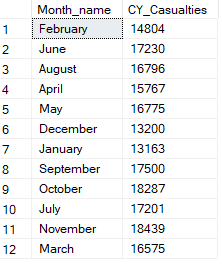 Month_name CY_Casualties
1 February 14804
2 June 17230
3 August 16796
4 April 15767
5 May 16775
6 December 13200
7 January 13163
8 September 17500
9 October 18287
10 July 17201
11 November 18439
12 March 16575